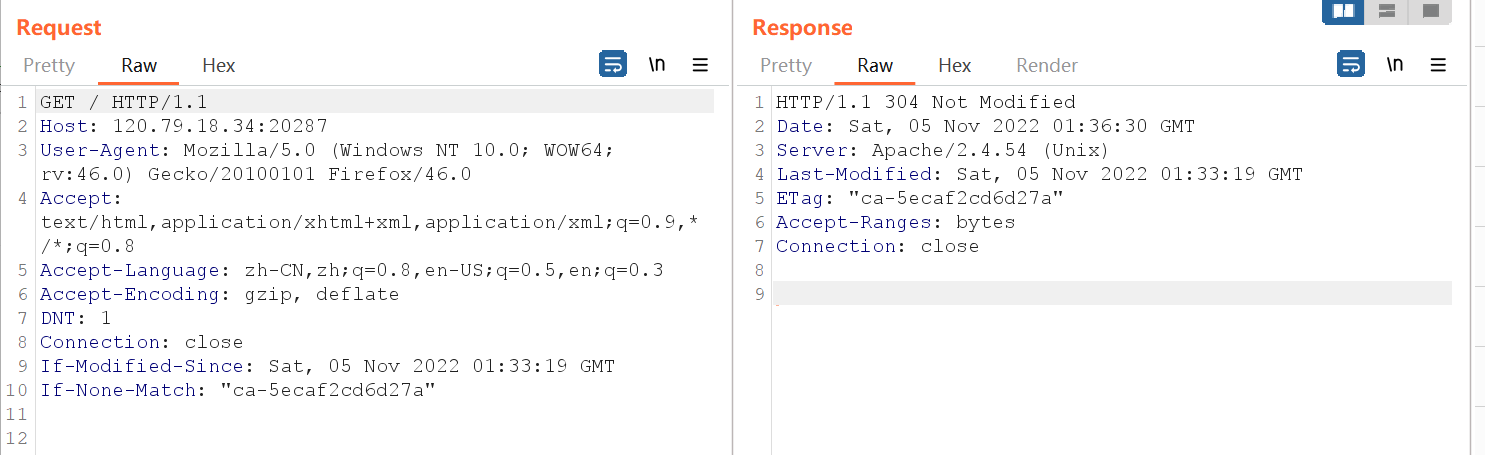 Request
Pretty Raw Hex \n
1 GET / HTTP/1.1
2 Host: 120.79.18.34:20287
3 User-Agent: Mozilla/5.0 (Windows NT 10.0; WOW64;
rv:46.0) Gecko/20100101 Firefox/46.0
4 Accept:
text/html,application/xhtml+xml,application/xml;q=0.9,*
/*;q=0.8
5 Accept-Language: zh-CN,zh;q=0.8,en-US;q=0.5,en;q=0.3
6 Accept-Encoding: gzip, deflate
7 DNT: 1
8 Connection: close
9 If-Modified-Since: Sat, 05 Nov 2022 01:33:19 GMT
10 If-None-Match: "ca-5ecaf2cd6d27a"
11
12
Response
Pretty Raw Hex Render \n
1 HTTP/1.1 304 Not Modified
2 Date: Sat, 05 Nov 2022 01:36:30 GMT
3 Server: Apache/2.4.54 (Unix)
4 Last-Modified: Sat, 05 Nov 2022 01:33:19 GMT
5 ETag: "ca-5ecaf2cd6d27a"
6 Accept-Ranges: bytes
7 Connection: close
8
9